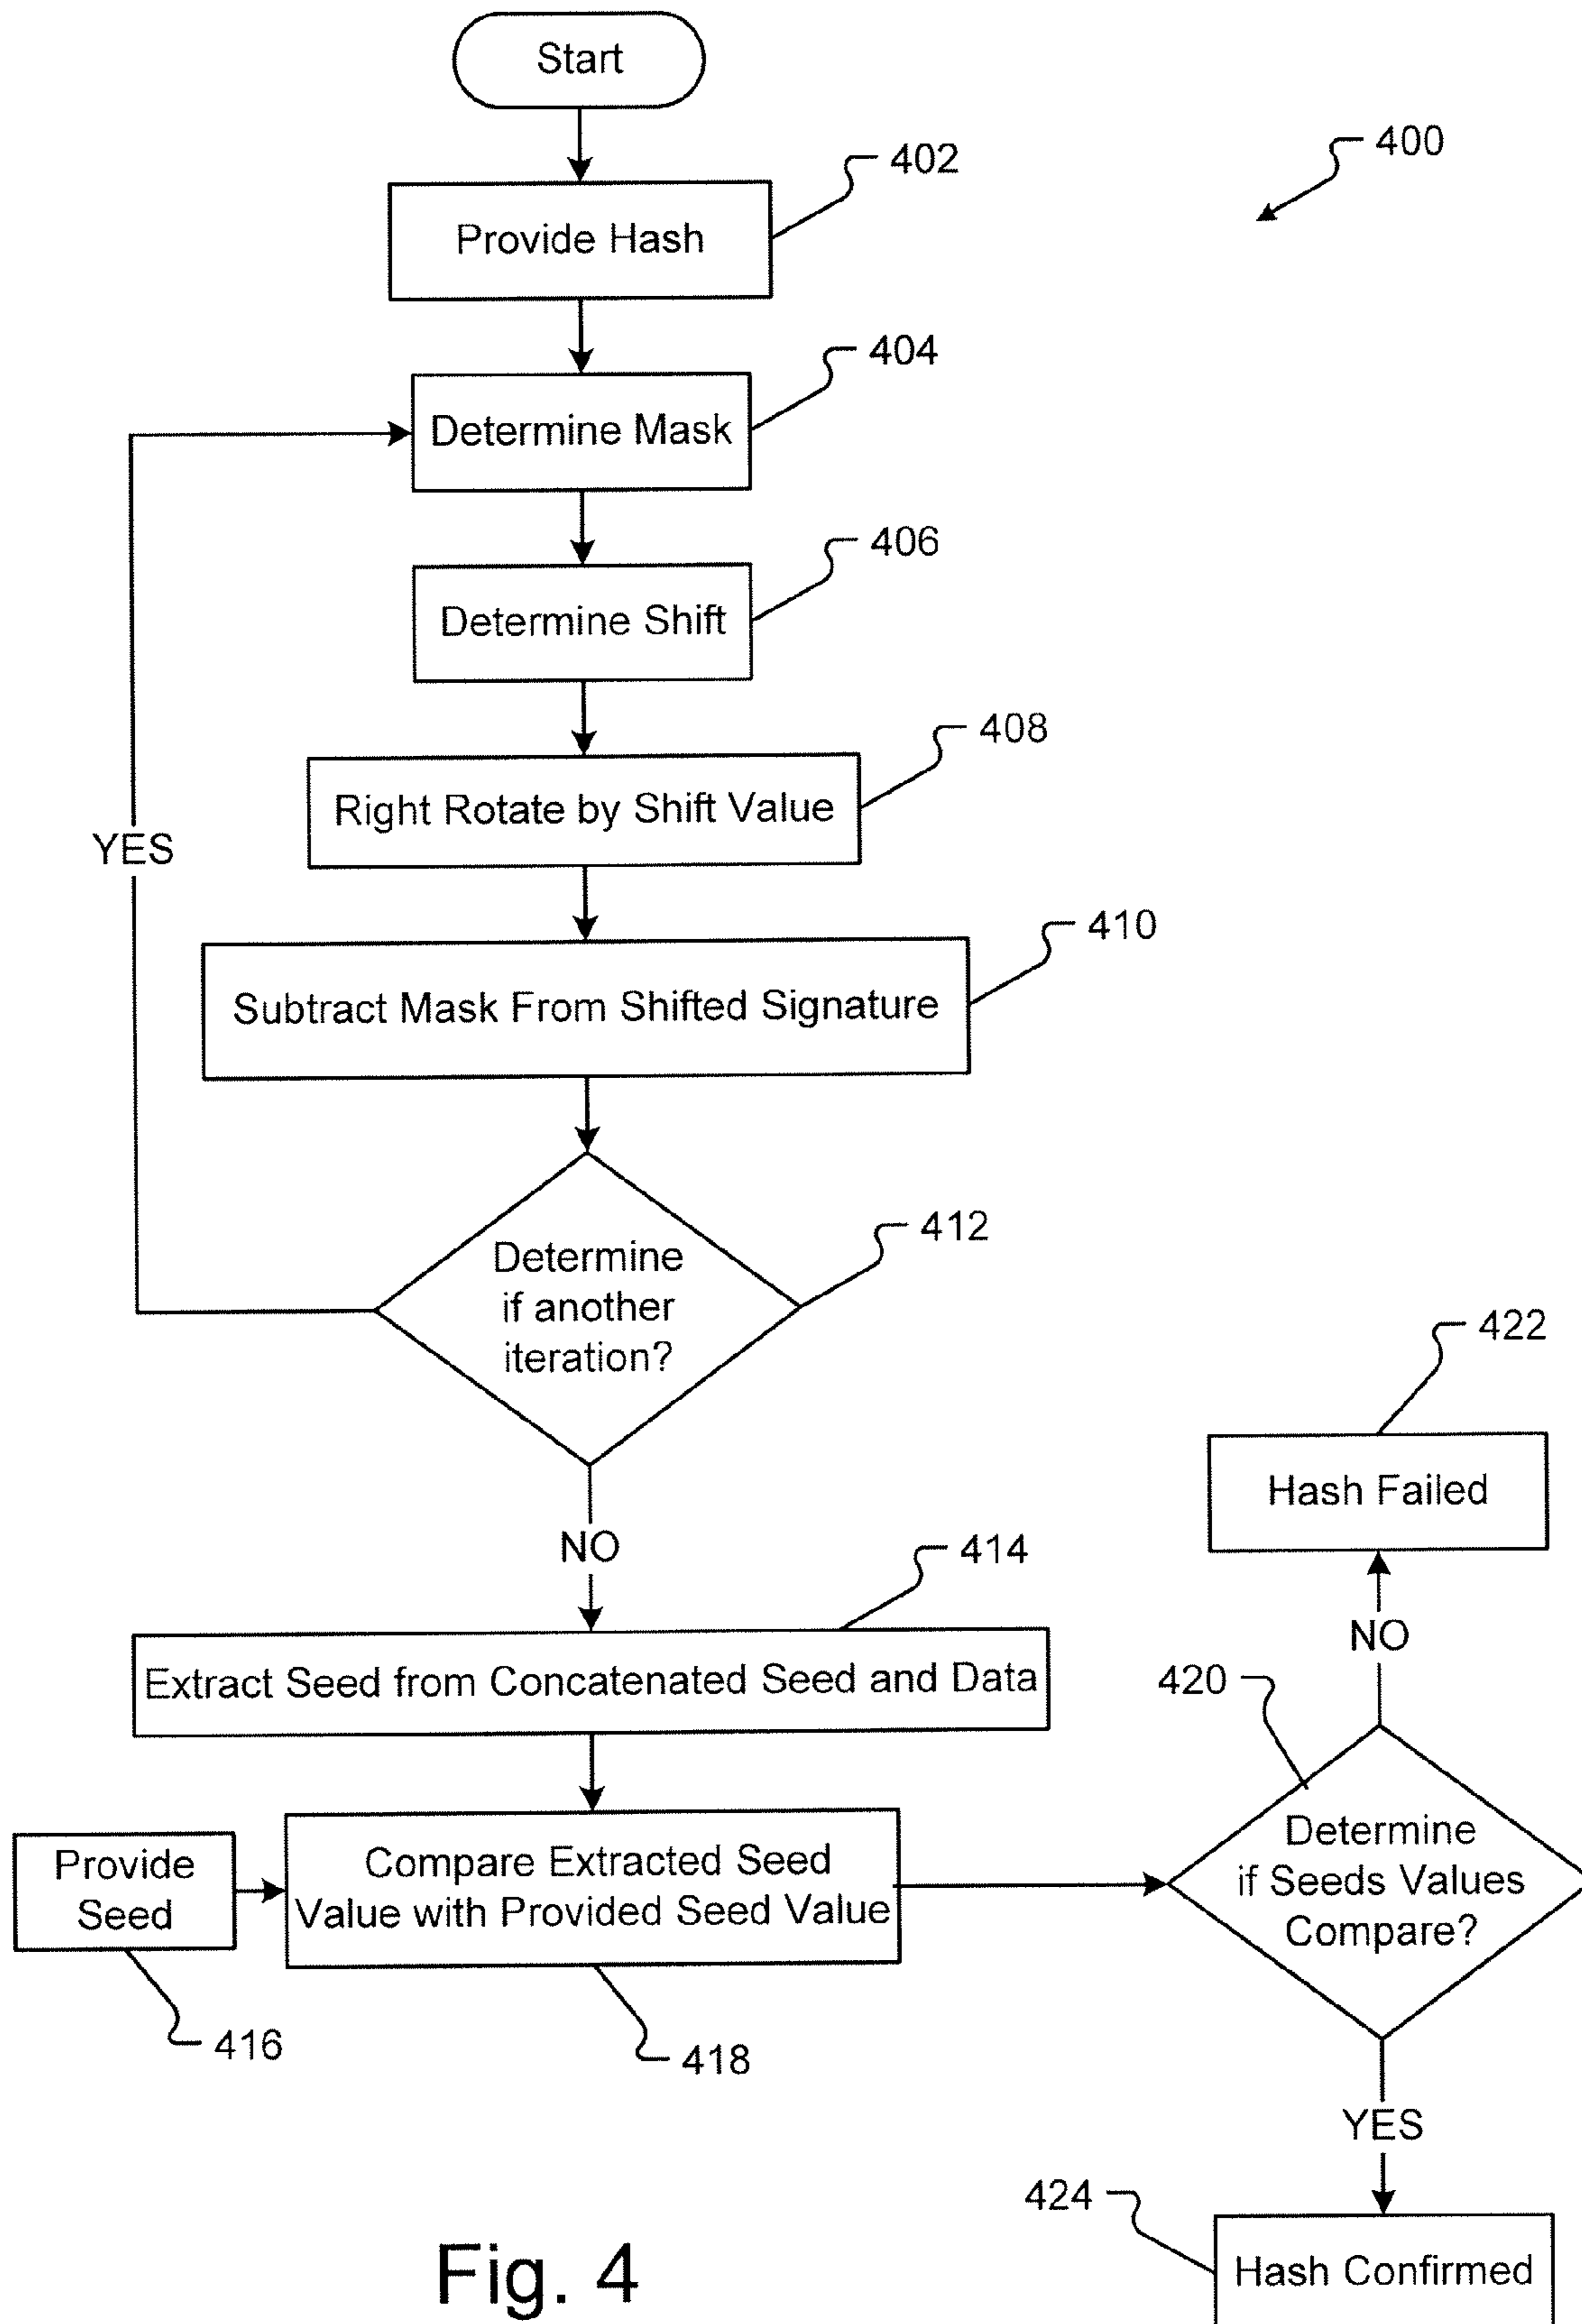 Start
402
400
Provide Hash
404
Determine Mask
406
Determine Shift
408
Right Rotate by Shift Value
YES
410
Subtract Mask From Shifted Signature
412
Determine
if another
iteration?
422
Hash Failed
NO
414
NO
Extract Seed from Concatenated Seed and Data
420
Provide
Seed
Compare Extracted Seed
Value with Provided Seed Value
Determine
if Seeds Values
Compare?
416
418
YES
424
Hash Confirmed
Fig. 4